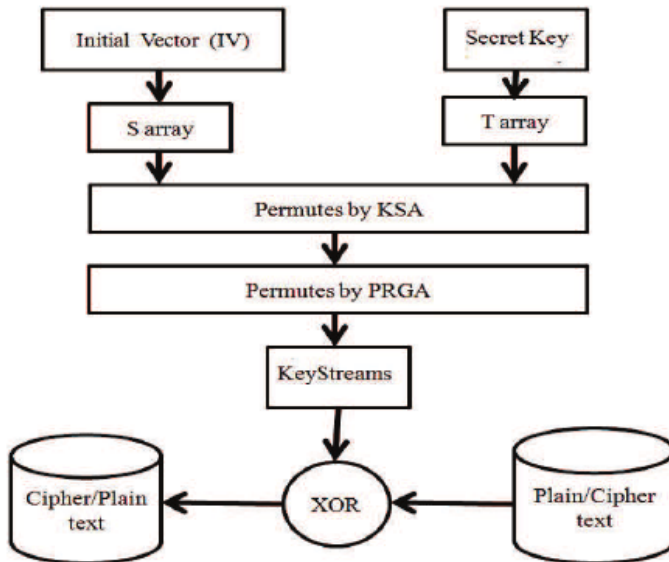 Initial Vector (IV)
Secret Key
S array
T array
Permutes by KSA
Permutes by PRGA
KeyStreams
Cipher/Plain
text
XOR
Plain/Cipher
text